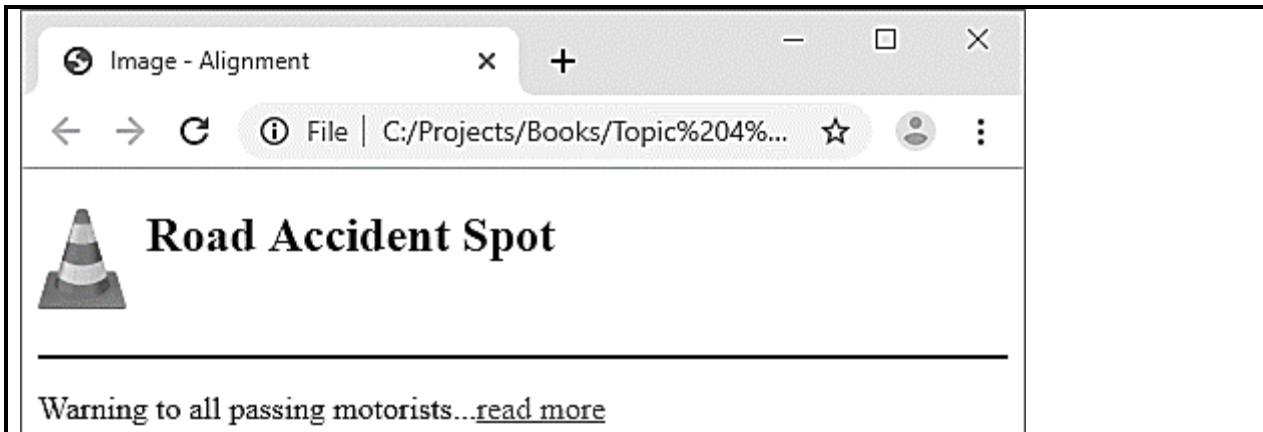 Image - Alignment
File | C:/Projects/Books/Topic%204%...
Road Accident Spot
Warning to all passing motorists...read more